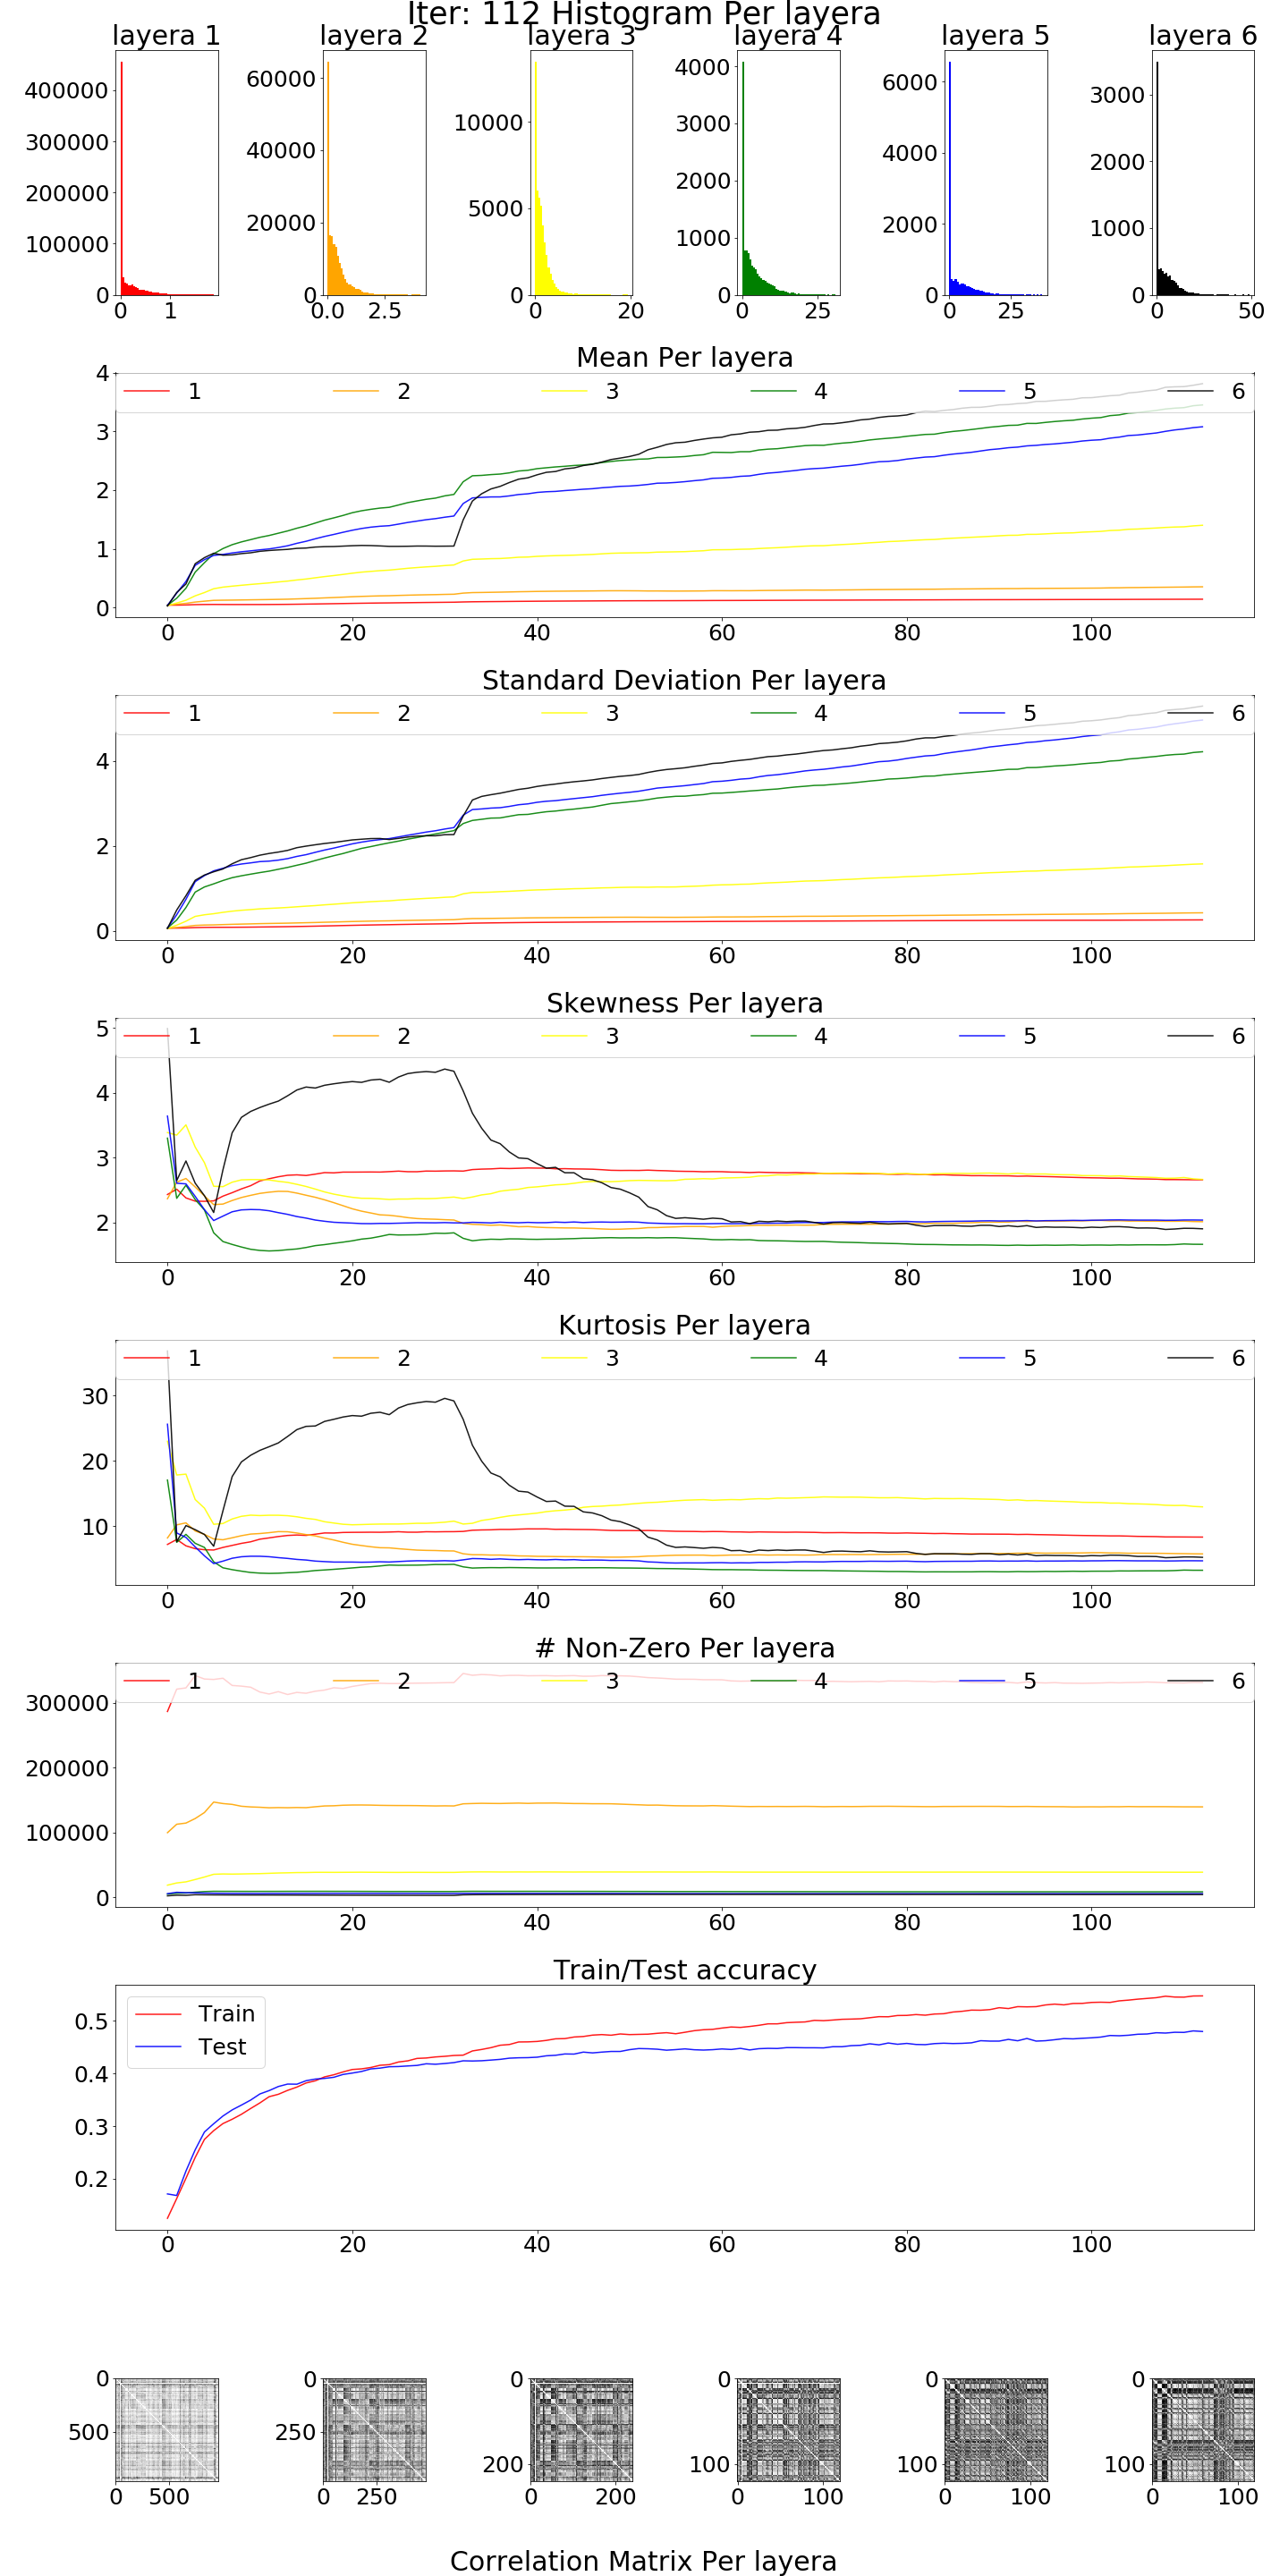 Iter: 112 Histogram Per layera
layera 1 layera 2 layera 3 layera 4 layera 5 layera 6
400000 300000 200000 100000 0
0 1
60000 40000 20000 0
0.0 2.5
10000 5000 0
0 20
4000 3000 2000 1000 0
0 25
6000 4000 2000 0
0 25
3000 2000 1000 0
0 50
Mean Per layera
1 2 3 4 5 6
4
3
2
1
0
0 20 40 60 80 100
Standard Deviation Per layera
1 2 3 4 5 6
4
2
0
0 20 40 60 80 100
Skewness Per layera
1 2 3 4 5 6
5
4
3
2
0 20 40 60 80 100
Kurtosis Per layera
1 2 3 4 5 6
30
20
10
0 20 40 60 80 100
# Non-Zero Per layera
1 2 3 4 5 6
300000
200000
100000
0
0 20 40 60 80 100
Train/Test accuracy
Train
Test
0.5
0.4
0.3
0.2
0 20 40 60 80 100
0 500
0 500
0 250
0 250
0 200
0 200
0 100
0 100
0 100
0 100
0 100
0 100
Correlation Matrix Per layera